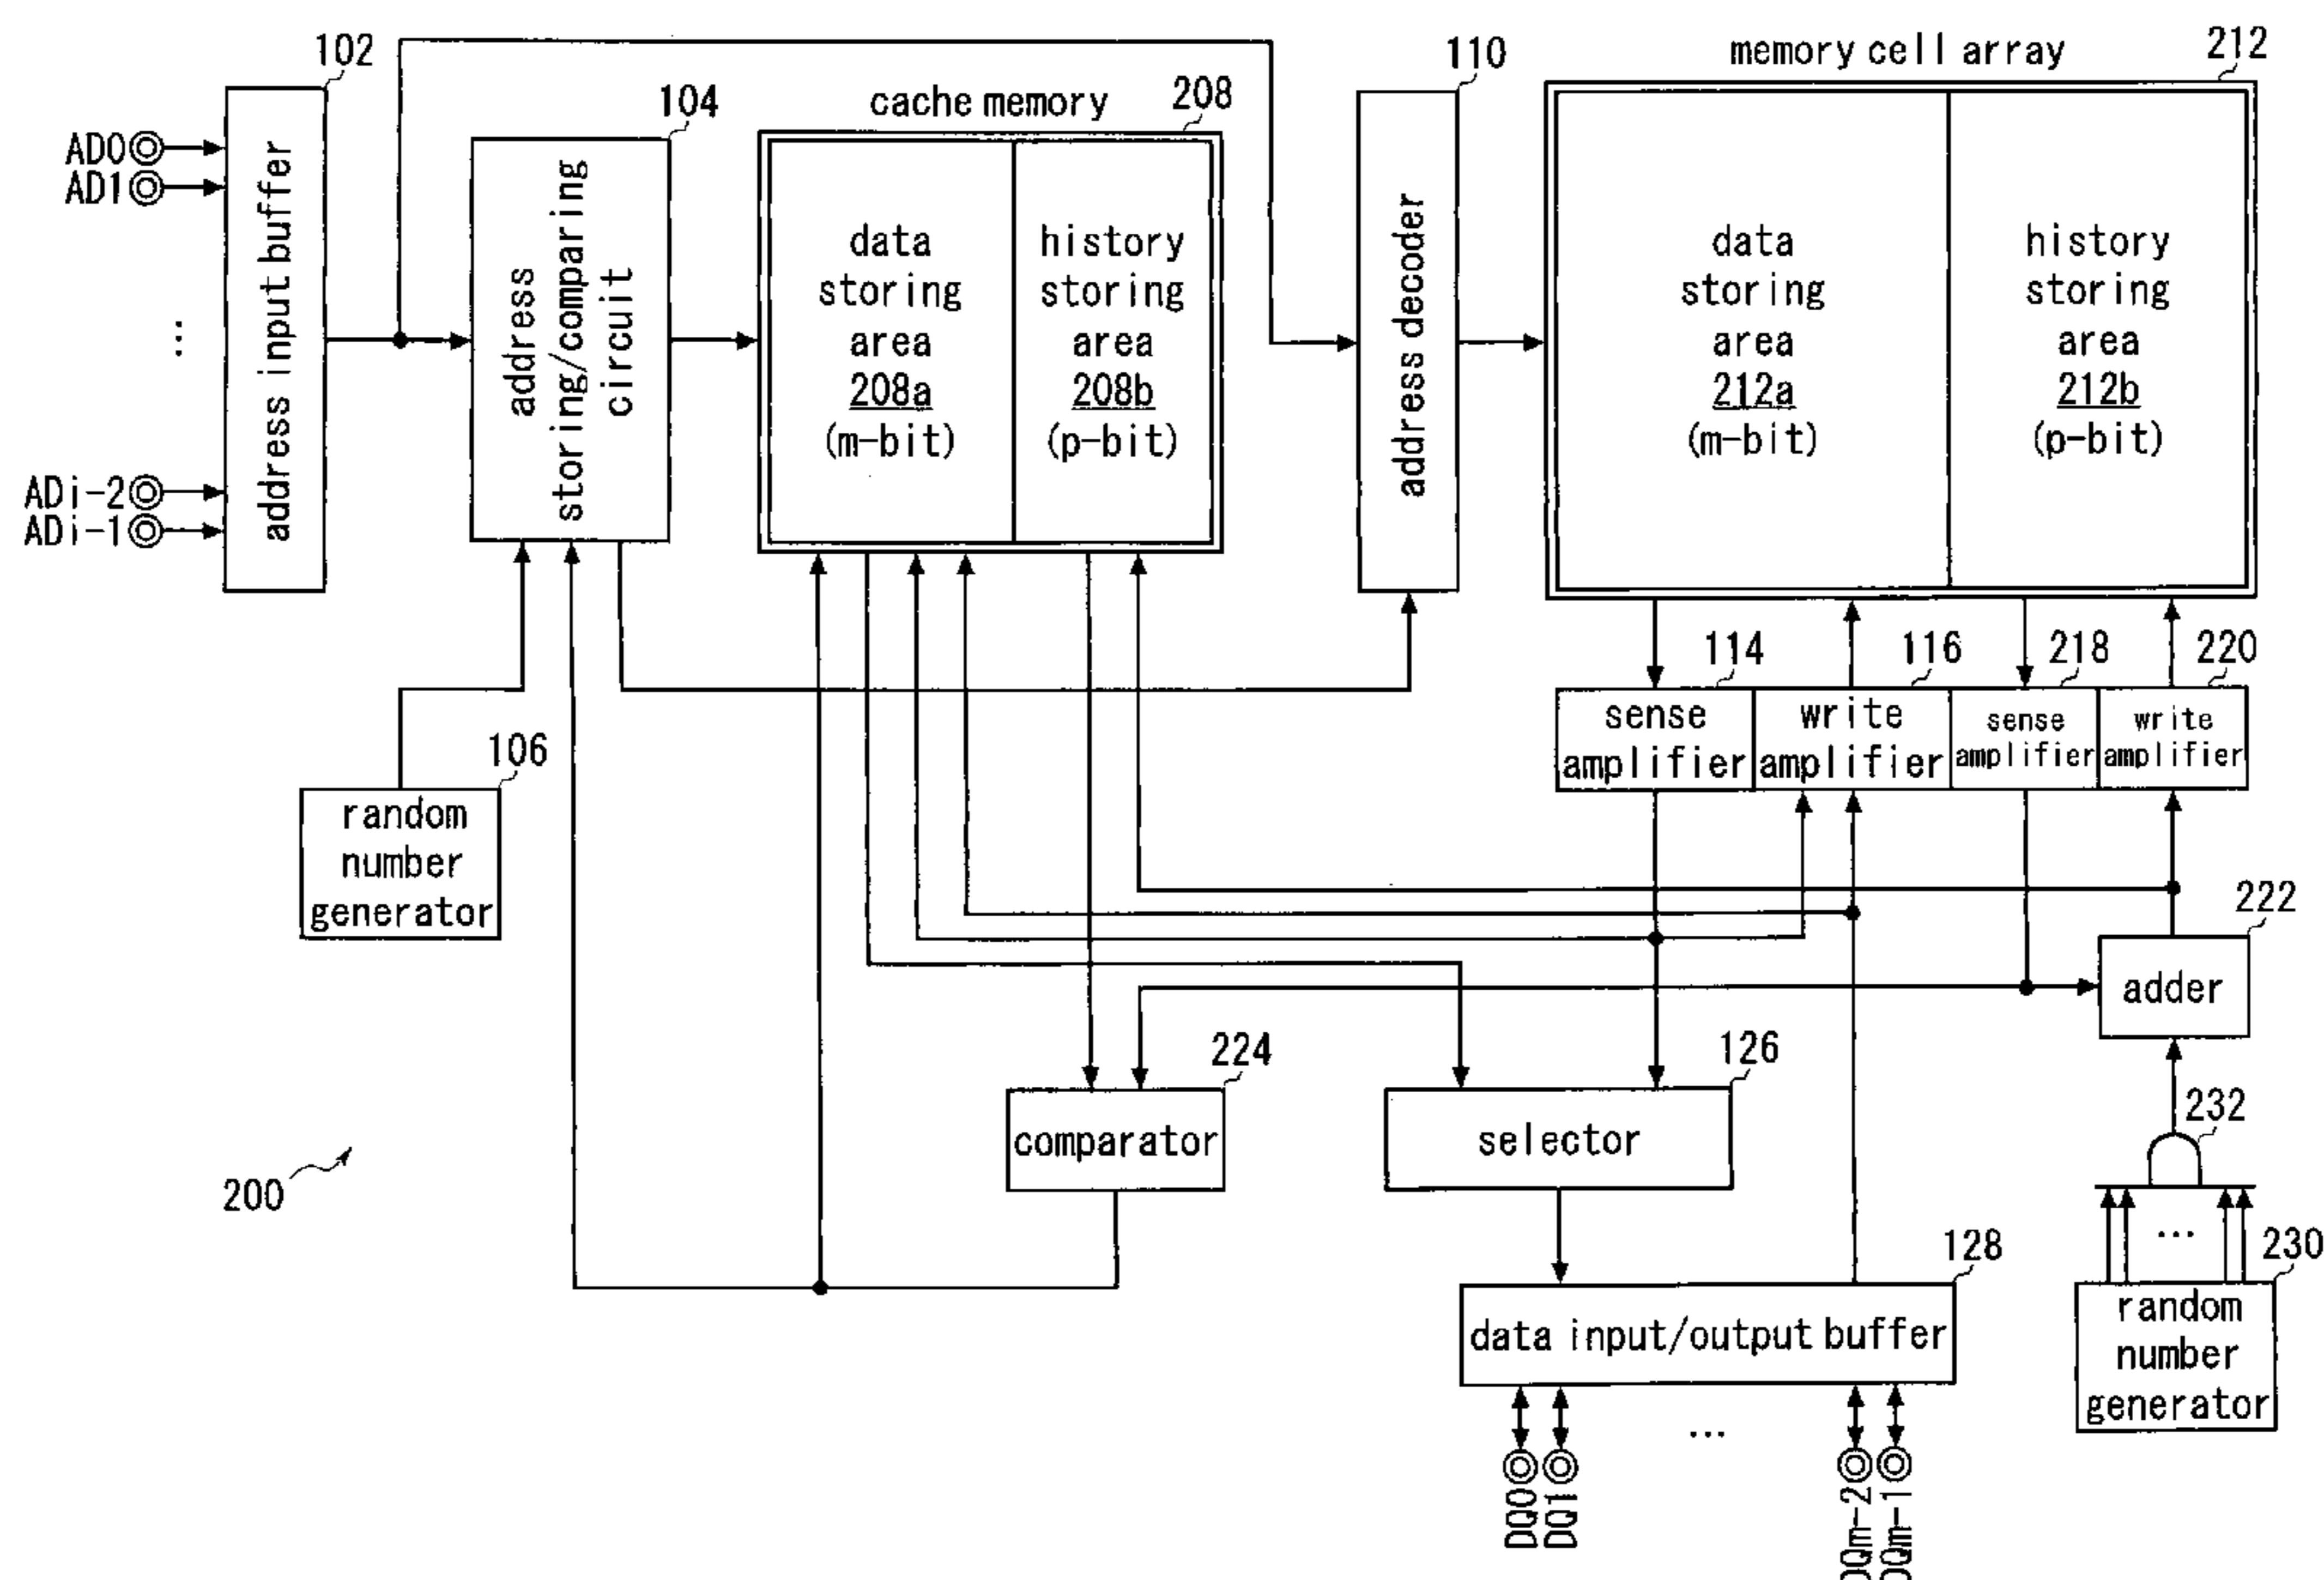 102
104
cache memory
208
110
memory cell array
212
AD0
AD1
...
ADi-2
ADi-1
address input buffer
address
storing/comparing
circuit
data
storing
area
208a
(m-bit)
history
storing
area
208b
(p-bit)
address decoder
data
storing
area
212a
(m-bit)
history
storing
area
212b
(p-bit)
114
116
218
220
sense
amplifier
write
amplifier
sense
amplifier
write
amplifier
106
random
number
generator
222
adder
224
comparator
126
selector
232
...
200
128
data input/output buffer
230
random
number
generator
...
DQ0
DQ1
DQm-2
DQm-1